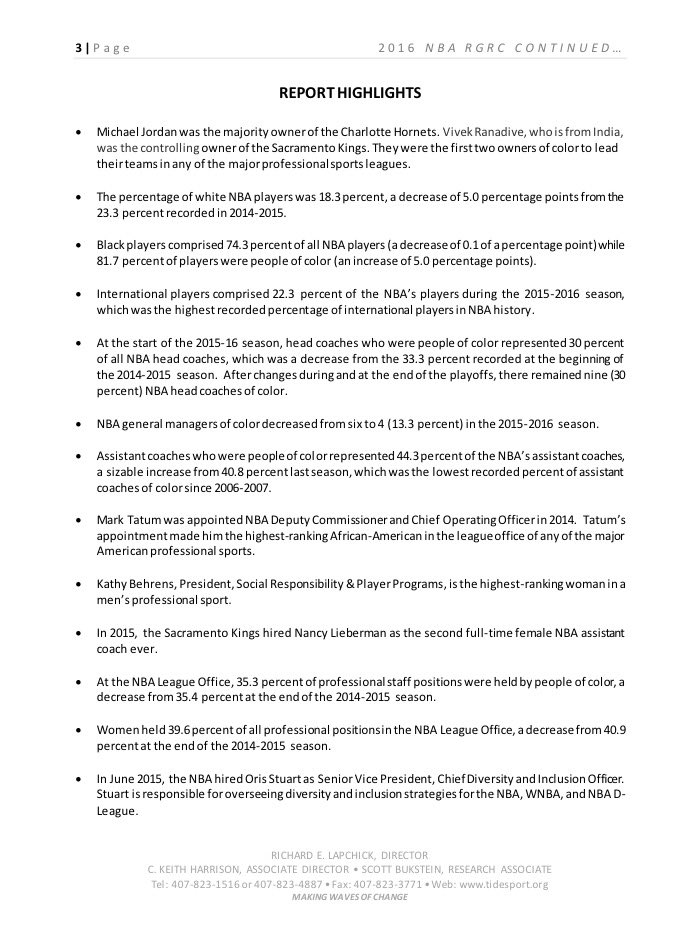 3 | P a g e 2 0 1 6 N B A R G R C C O N T I N U E D …
REPORT HIGHLIGHTS
• Michael Jordan was the majority owner of the Charlotte Hornets. Vivek Ranadive, who is from India,
was the controlling owner of the Sacramento Kings. They were the first two owners of color to lead
their teams in any of the major professional sports leagues.
• The percentage of white NBA players was 18.3 percent, a decrease of 5.0 percentage points from the
23.3 percent recorded in 2014-2015.
• Black players comprised 74.3 percent of all NBA players (a decrease of 0.1 of a percentage point) while
81.7 percent of players were people of color (an increase of 5.0 percentage points).
• International players comprised 22.3 percent of the NBA's players during the 2015-2016 season,
which was the highest recorded percentage of international players in NBA history.
• At the start of the 2015-16 season, head coaches who were people of color represented 30 percent
of all NBA head coaches, which was a decrease from the 33.3 percent recorded at the beginning of
the 2014-2015 season. After changes during and at the end of the playoffs, there remained nine (30
percent) NBA head coaches of color.
• NBA general managers of color decreased from six to 4 (13.3 percent) in the 2015-2016 season.
• Assistant coaches who were people of color represented 44.3 percent of the NBA's assistant coaches,
a sizable increase from 40.8 percent last season, which was the lowest recorded percent of assistant
coaches of color since 2006-2007.
• Mark Tatum was appointed NBA Deputy Commissioner and Chief Operating Officer in 2014. Tatum's
appointment made him the highest-ranking African-American in the league office of any of the major
American professional sports.
• Kathy Behrens, President, Social Responsibility & Player Programs, is the highest-ranking woman in a
men's professional sport.
• In 2015, the Sacramento Kings hired Nancy Lieberman as the second full-time female NBA assistant
coach ever.
• At the NBA League Office, 35.3 percent of professional staff positions were held by people of color, a
decrease from 35.4 percent at the end of the 2014-2015 season.
• Women held 39.6 percent of all professional positions in the NBA League Office, a decrease from 40.9
percent at the end of the 2014-2015 season.
• In June 2015, the NBA hired Oris Stuart as Senior Vice President, Chief Diversity and Inclusion Officer.
Stuart is responsible for overseeing diversity and inclusion strategies for the NBA, WNBA, and NBA D-
League.
RICHARD E. LAPCHICK, DIRECTOR
C. KEITH HARRISON, ASSOCIATE DIRECTOR • SCOTT BUKSTEIN, RESEARCH ASSOCIATE
Tel: 407-823-1516 or 407-823-4887 • Fax: 407-823-3771 • Web: www.tidesport.org
MAKING WAVES OF CHANGE